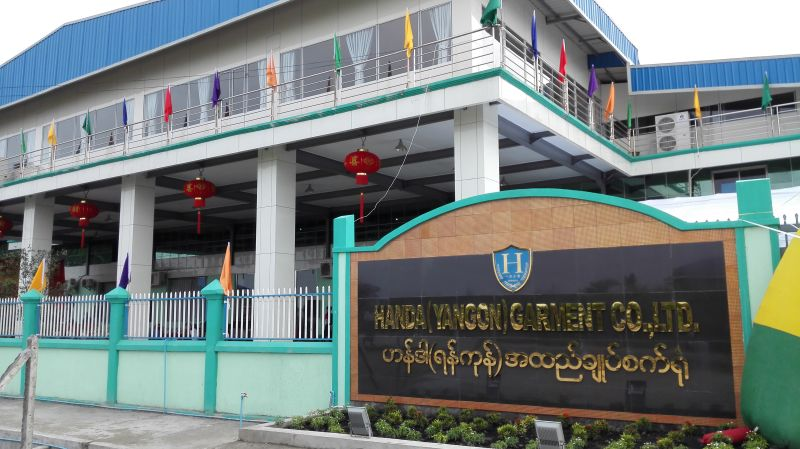 H
HANDA (YANGON) GARMENT CO.,LTD.
ဟန်ဒါ(ရန်ကုန်)အထည်ချုပ်စက်ရုံ